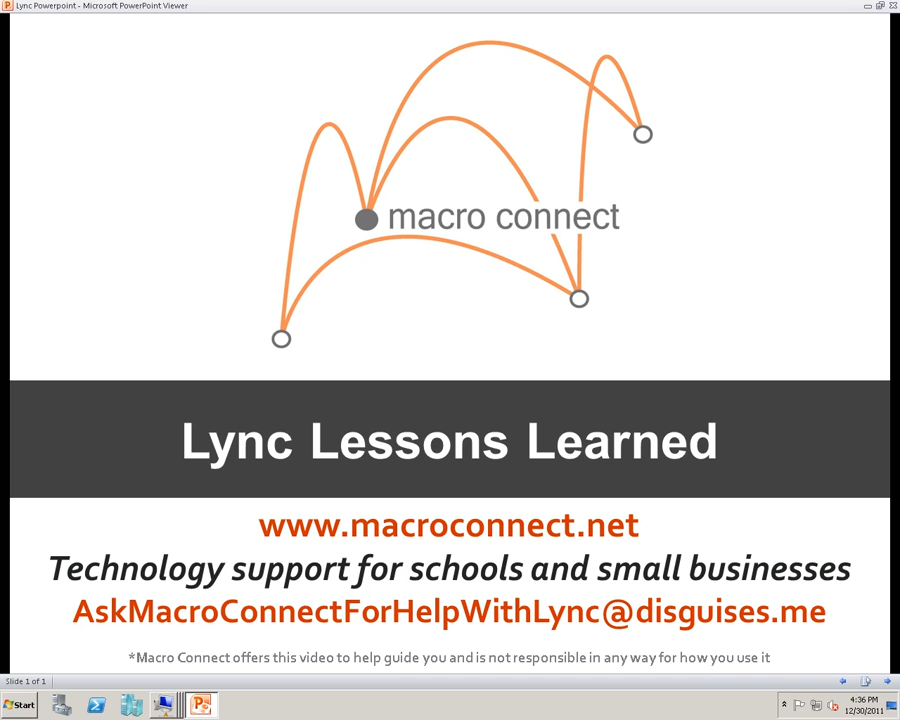 Lync Powerpoint - Microsoft PowerPoint Viewer
macro connect
Lync Lessons Learned
www.macroconnect.net
Technology support for schools and small businesses
AskMacroConnectForHelpWithLync@disguises.me
*Macro Connect offers this video to help guide you and is not responsible in any way for how you use it
Slide 1 of 1
Start
4:36 PM
12/30/2011